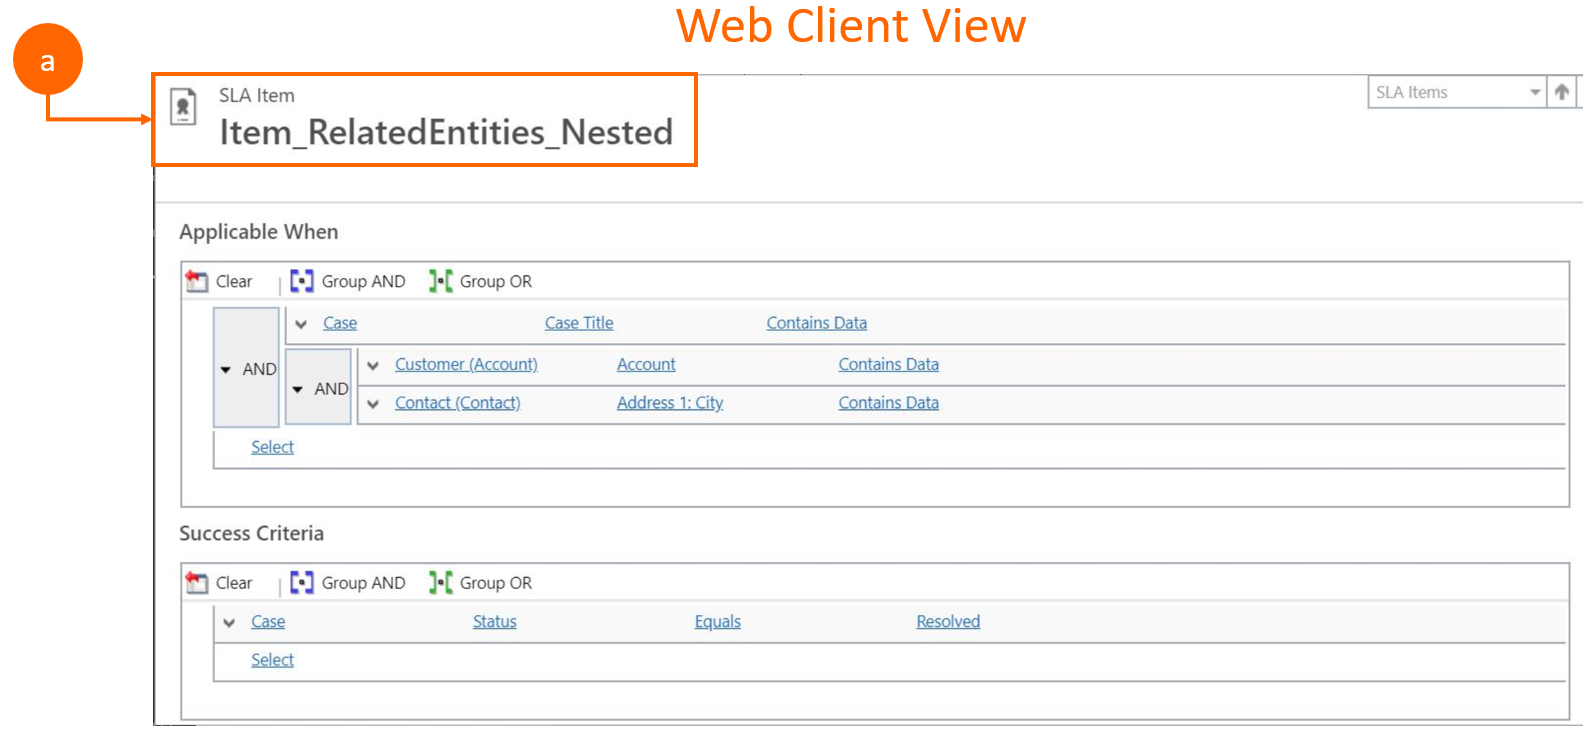 Web Client View
a
SLA Item
SLA Items
Item_RelatedEntities_Nested
Applicable When
Clear Group AND Group OR
Case Case Title Contains Data
AND
Customer (Account) Account Contains Data
AND
Contact (Contact) Address 1: City Contains Data
Select
Success Criteria
Clear Group AND Group OR
Case Status Equals Resolved
Select